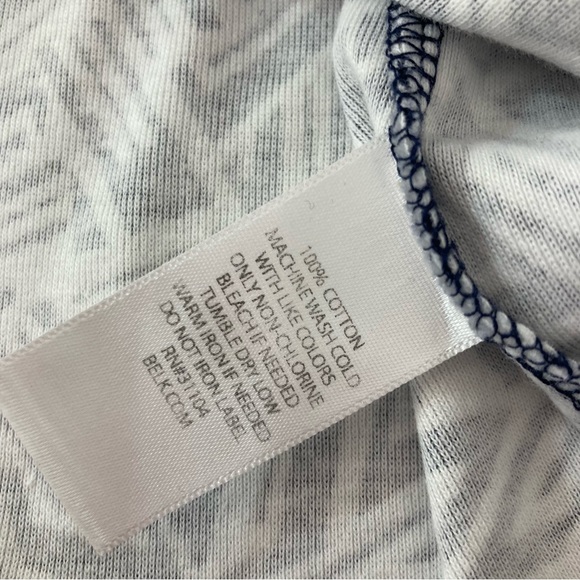 100% COTTON
MACHINE WASH COLD
WITH LIKE COLORS
ONLY NON-CHLORINE
BLEACH IF NEEDED
TUMBLE DRY LOW
WARM IRON IF NEEDED
DO NOT IRON LABEL
RN#31104
BELK.COM